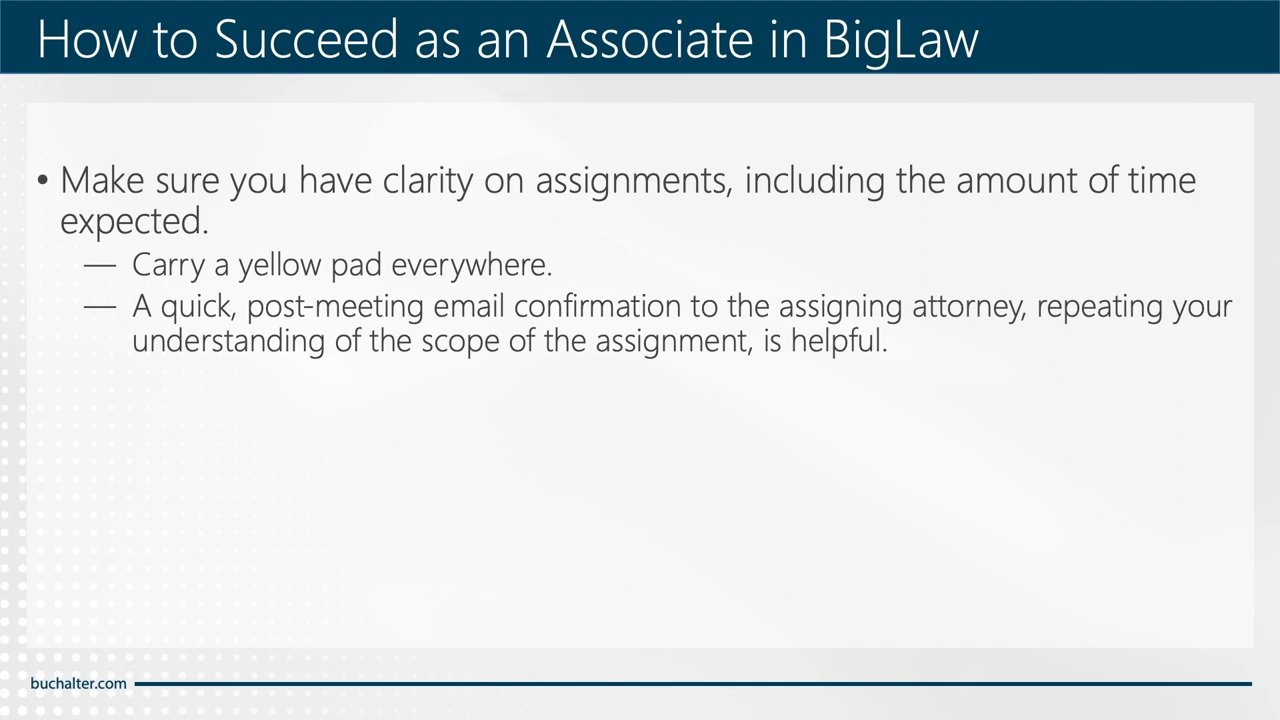 How to Succeed as an Associate in BigLaw
• Make sure you have clarity on assignments, including the amount of time
expected.
— Carry a yellow pad everywhere.
— A quick, post-meeting email confirmation to the assigning attorney, repeating your
understanding of the scope of the assignment, is helpful.
buchalter.com